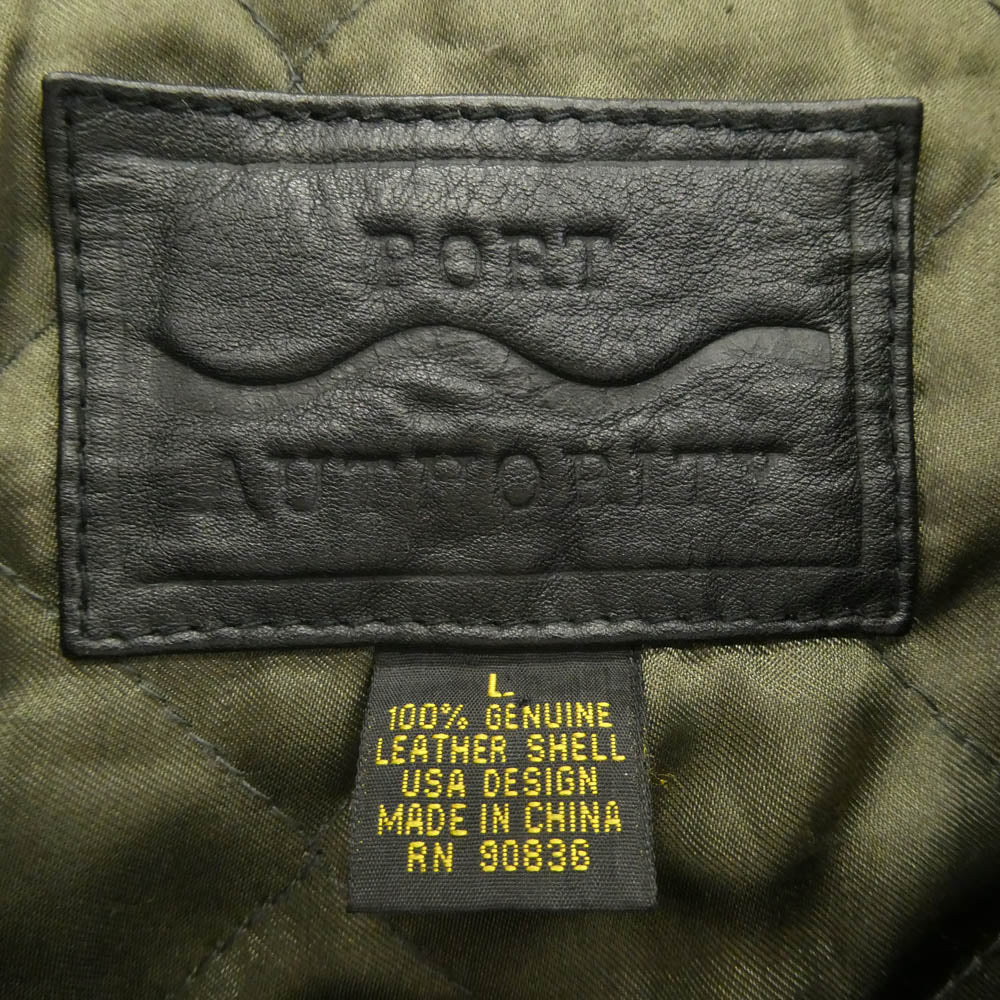 PORT
AUTHORITY
L.
100% GENUINE
LEATHER SHELL
USA DESIGN
MADE IN CHINA
RN 90836